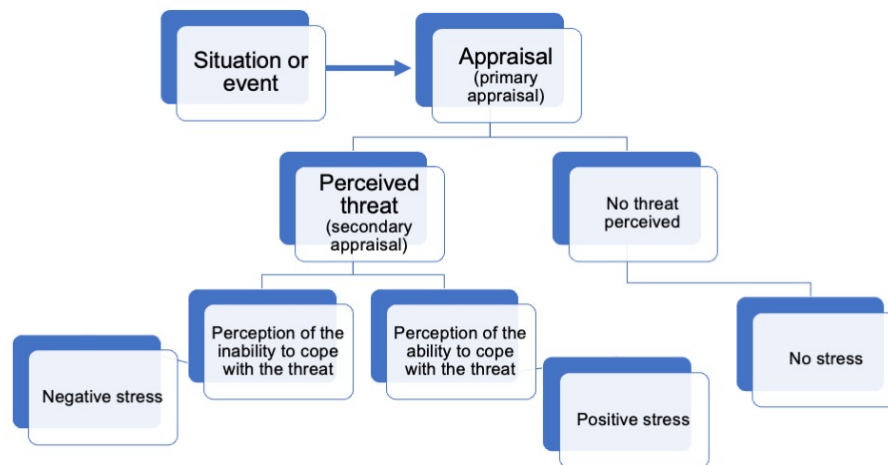 Situation or
event
Appraisal
(primary
appraisal)
Perceived
threat
(secondary
appraisal)
No threat
perceived
Perception of the
inability to cope
with the threat
Perception of the
ability to cope
with the threat
No stress
Negative stress
Positive stress